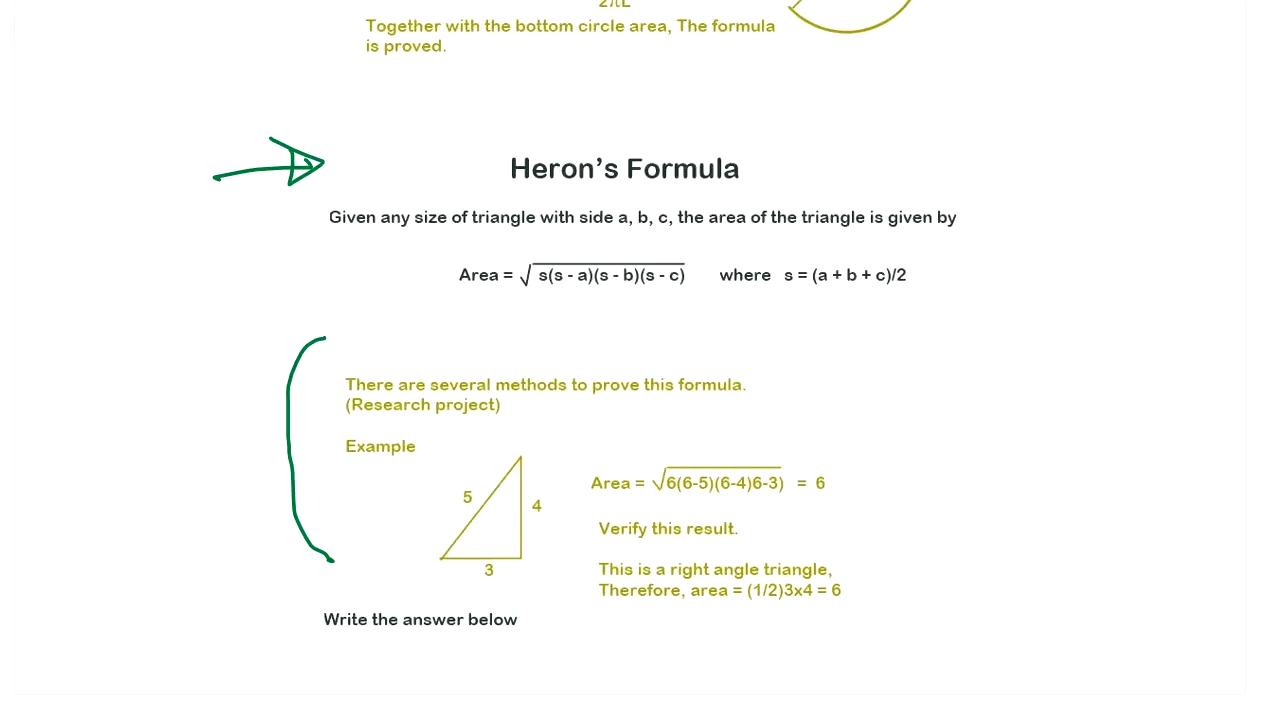 Together with the bottom circle area, The formula
is proved.
Heron's Formula
Given any size of triangle with side a, b, c, the area of the triangle is given by
Area = √s(s - a)(s - b)(s - c) where s = (a + b + c)/2
There are several methods to prove this formula.
(Research project)
Example
Area = √6(6-5)(6-4)6-3) = 6
5
4
Verify this result.
3
This is a right angle triangle,
Therefore, area = (1/2)3x4 = 6
Write the answer below